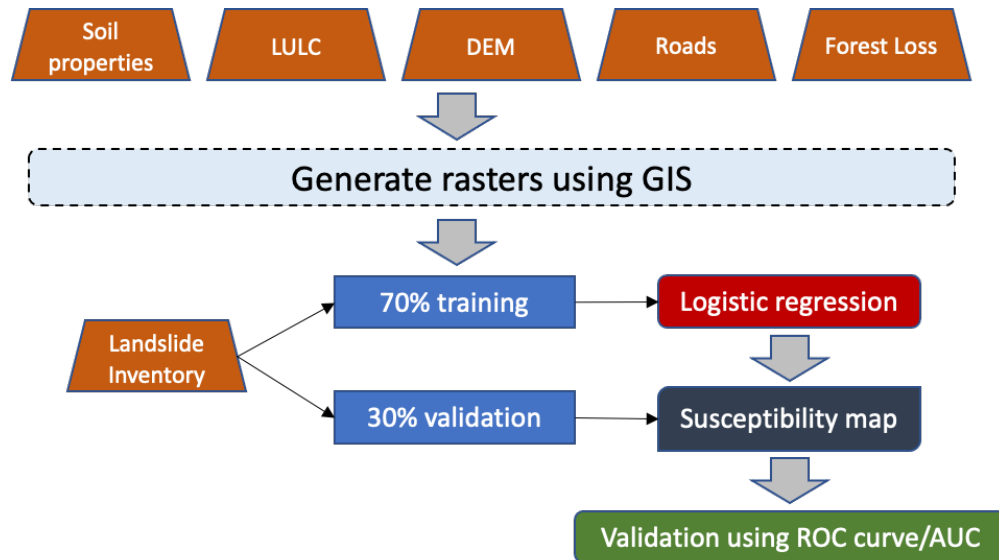 Soil
properties
LULC
DEM
Roads
Forest Loss
Generate rasters using GIS
70% training
Logistic regression
Landslide
Inventory
30% validation
Susceptibility map
Validation using ROC curve/AUC